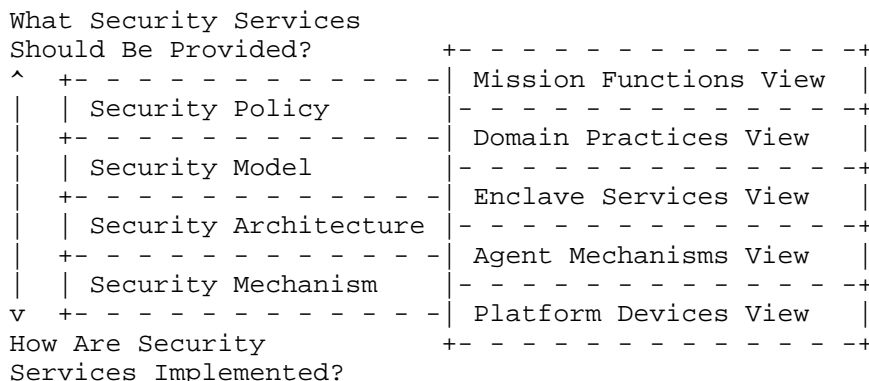 What Security Services
Should Be Provided?          +- - - - - - - - - - - - -+
^  +- - - - - - - - - - - -| Mission Functions View  |
|  | Security Policy       |- - - - - - - - - - - - -+
|  +- - - - - - - - - - - -| Domain Practices View   |
|  | Security Model        |- - - - - - - - - - - - -+
|  +- - - - - - - - - - - -| Enclave Services View   |
|  | Security Architecture |- - - - - - - - - - - - -+
|  +- - - - - - - - - - - -| Agent Mechanisms View   |
|  | Security Mechanism    |- - - - - - - - - - - - -+
v  +- - - - - - - - - - - -| Platform Devices View   |
How Are Security           +- - - - - - - - - - - - -+
Services Implemented?